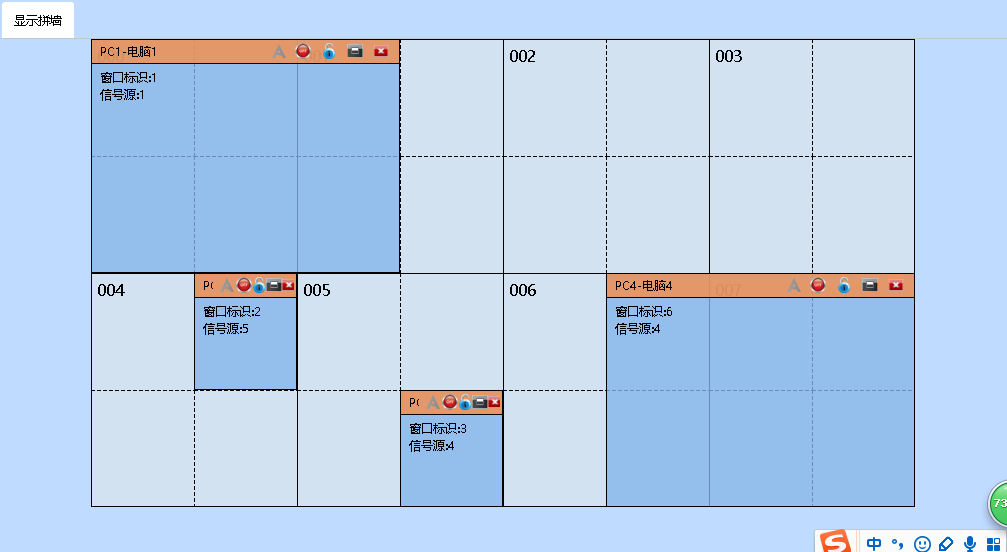 显示拼墙
PC1-电脑1
窗口标识:1
信号源:1
002
003
004
PC
窗口标识:2
信号源:5
005
006
PC4-电脑4
007
窗口标识:6
信号源:4
PC
窗口标识:3
信号源:4
73
中